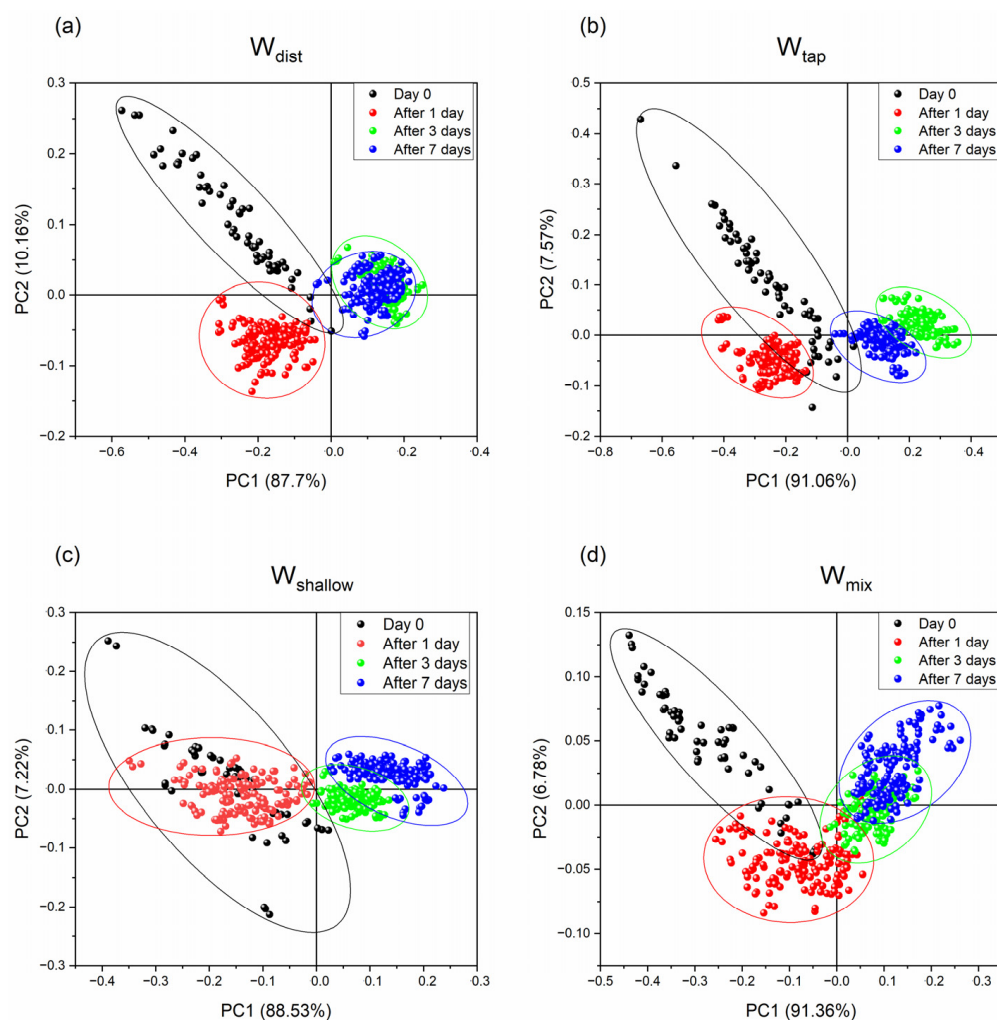 (a)
W_dist
Day 0
After 1 day
After 3 days
After 7 days
PC2 (10.16%)
0.3
0.2
0.1
0.0
−0.1
−0.2
−0.6 −0.4 −0.2 0.0 0.2 0.4
PC1 (87.7%)
(b)
W_tap
Day 0
After 1 day
After 3 days
After 7 days
PC2 (7.57%)
0.5
0.4
0.3
0.2
0.1
0.0
−0.1
−0.2
−0.8 −0.6 −0.4 −0.2 0.0 0.2 0.4
PC1 (91.06%)
(c)
W_shallow
Day 0
After 1 day
After 3 days
After 7 days
PC2 (7.22%)
0.3
0.2
0.1
0.0
−0.1
−0.2
−0.3
−0.4 −0.3 −0.2 −0.1 0.0 0.1 0.2 0.3
PC1 (88.53%)
(d)
W_mix
Day 0
After 1 day
After 3 days
After 7 days
PC2 (6.78%)
0.15
0.10
0.05
0.00
−0.05
−0.10
−0.5 −0.4 −0.3 −0.2 −0.1 0.0 0.1 0.2 0.3
PC1 (91.36%)